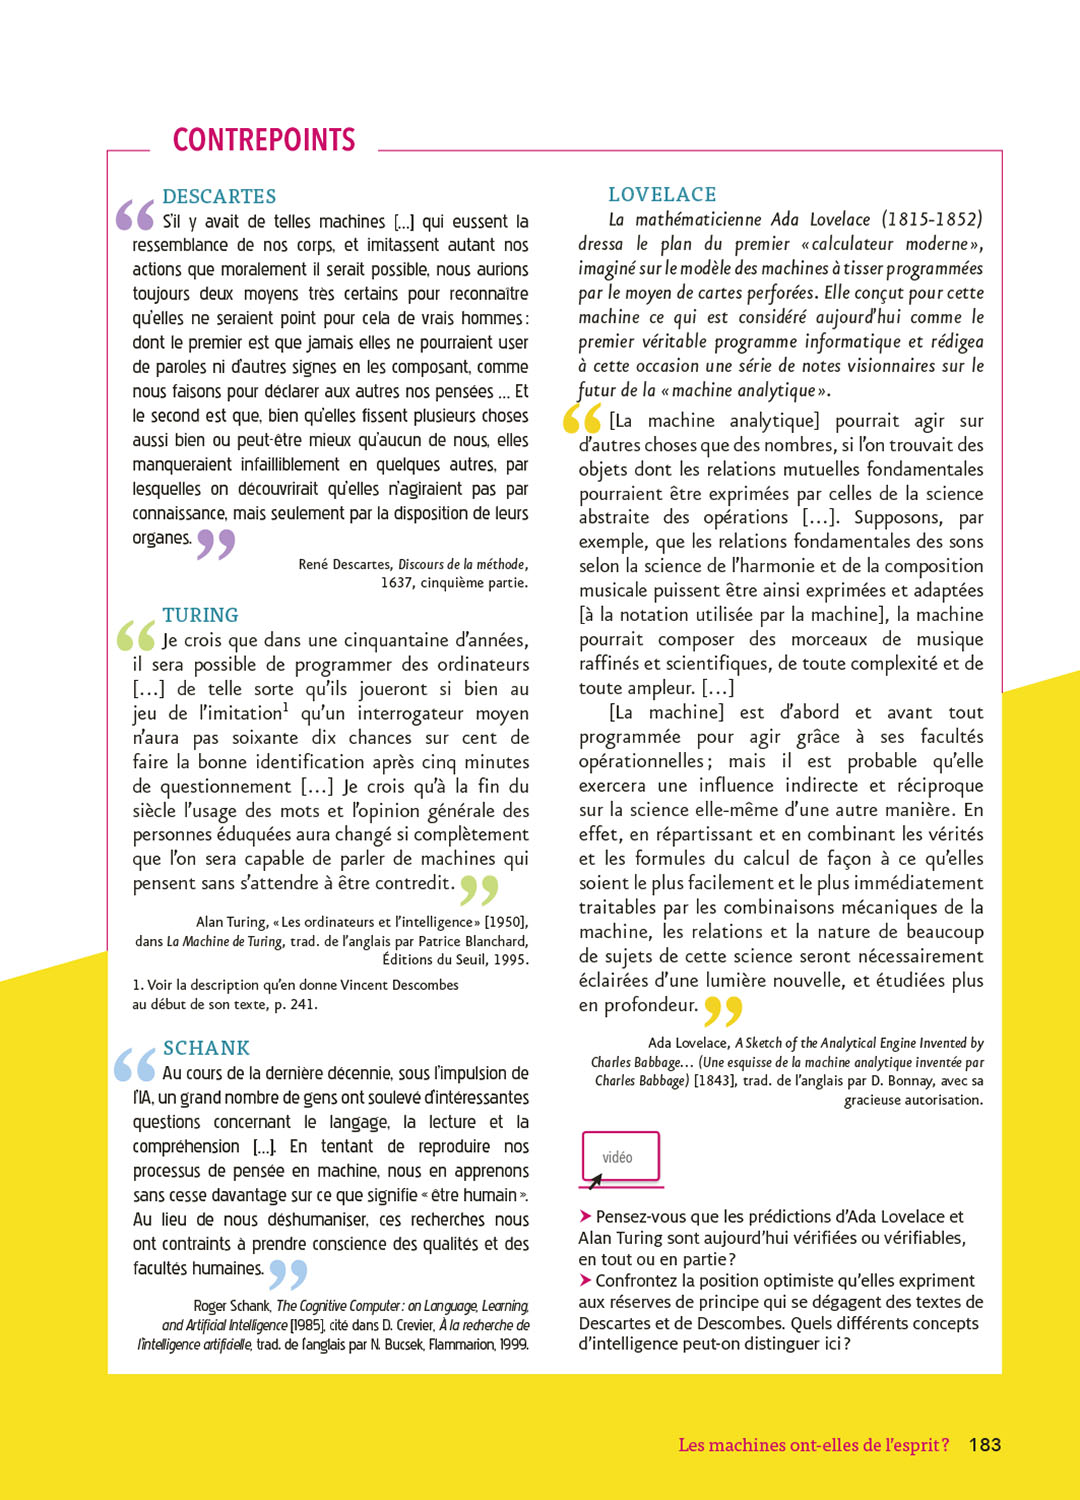 CONTREPOINTS
DESCARTES
“ S’il y avait de telles machines [...] qui eussent la
ressemblance de nos corps, et imitassent autant nos
actions que moralement il serait possible, nous aurions
toujours deux moyens très certains pour reconnaître
qu’elles ne seraient point pour cela de vrais hommes :
dont le premier est que jamais elles ne pourraient user
de paroles ni d’autres signes en les composant, comme
nous faisons pour déclarer aux autres nos pensées ... Et
le second est que, bien qu’elles fissent plusieurs choses
aussi bien ou peut-être mieux qu’aucun de nous, elles
manqueraient infailliblement en quelques autres, par
lesquelles on découvrirait qu’elles n’agiraient pas par
connaissance, mais seulement par la disposition de leurs
organes. ”
René Descartes, Discours de la méthode,
1637, cinquième partie.
TURING
“ Je crois que dans une cinquantaine d’années,
il sera possible de programmer des ordinateurs
[...] de telle sorte qu’ils joueront si bien au
jeu de l’imitation¹ qu’un interrogateur moyen
n’aura pas soixante dix chances sur cent de
faire la bonne identification après cinq minutes
de questionnement [...] Je crois qu’à la fin du
siècle l’usage des mots et l’opinion générale des
personnes éduquées aura changé si complètement
que l’on sera capable de parler de machines qui
pensent sans s’attendre à être contredit. ”
Alan Turing, « Les ordinateurs et l’intelligence » [1950],
dans La Machine de Turing, trad. de l’anglais par Patrice Blanchard,
Éditions du Seuil, 1995.
1. Voir la description qu’en donne Vincent Descombes
au début de son texte, p. 241.
SCHANK
“ Au cours de la dernière décennie, sous l’impulsion de
l’IA, un grand nombre de gens ont soulevé d’intéressantes
questions concernant le langage, la lecture et la
compréhension [...]. En tentant de reproduire nos
processus de pensée en machine, nous en apprenons
sans cesse davantage sur ce que signifie « être humain ».
Au lieu de nous déshumaniser, ces recherches nous
ont contraints à prendre conscience des qualités et des
facultés humaines. ”
Roger Schank, The Cognitive Computer : on Language, Learning,
and Artificial Intelligence [1985], cité dans D. Crevier, À la recherche de
l’intelligence artificielle, trad. de l’anglais par N. Bucsek, Flammarion, 1999.
LOVELACE
La mathématicienne Ada Lovelace (1815-1852)
dressa le plan du premier « calculateur moderne »,
imaginé sur le modèle des machines à tisser programmées
par le moyen de cartes perforées. Elle conçut pour cette
machine ce qui est considéré aujourd’hui comme le
premier véritable programme informatique et rédigea
à cette occasion une série de notes visionnaires sur le
futur de la « machine analytique ».
“ [La machine analytique] pourrait agir sur
d’autres choses que des nombres, si l’on trouvait des
objets dont les relations mutuelles fondamentales
pourraient être exprimées par celles de la science
abstraite des opérations [...]. Supposons, par
exemple, que les relations fondamentales des sons
selon la science de l’harmonie et de la composition
musicale puissent être ainsi exprimées et adaptées
[à la notation utilisée par la machine], la machine
pourrait composer des morceaux de musique
raffinés et scientifiques, de toute complexité et de
toute ampleur. [...]
[La machine] est d’abord et avant tout
programmée pour agir grâce à ses facultés
opérationnelles ; mais il est probable qu’elle
exercera une influence indirecte et réciproque
sur la science elle-même d’une autre manière. En
effet, en répartissant et en combinant les vérités
et les formules du calcul de façon à ce qu’elles
soient le plus facilement et le plus immédiatement
traitables par les combinaisons mécaniques de la
machine, les relations et la nature de beaucoup
de sujets de cette science seront nécessairement
éclairées d’une lumière nouvelle, et étudiées plus
en profondeur. ”
Ada Lovelace, A Sketch of the Analytical Engine Invented by
Charles Babbage... (Une esquisse de la machine analytique inventée par
Charles Babbage) [1843], trad. de l’anglais par D. Bonnay, avec sa
gracieuse autorisation.
vidéo
➤ Pensez-vous que les prédictions d’Ada Lovelace et
Alan Turing sont aujourd’hui vérifiées ou vérifiables,
en tout ou en partie ?
➤ Confrontez la position optimiste qu’elles expriment
aux réserves de principe qui se dégagent des textes de
Descartes et de Descombes. Quels différents concepts
d’intelligence peut-on distinguer ici ?
Les machines ont-elles de l’esprit ? 183